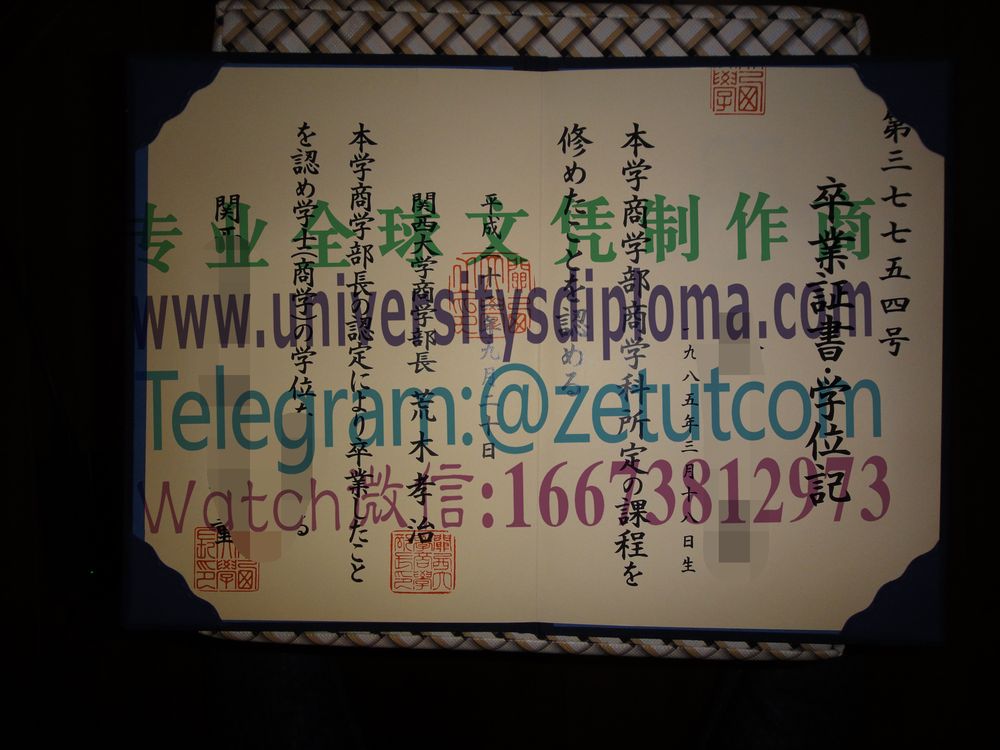 第三七七五四号
卒業証書・学位記
一九八五年三月十八日生
本学商学部商学科所定の課程を
修めたことを認める
平成二十五年九月二十日
関西大学商学部長 荒木孝治
本学商学部長の認定により卒業したこと
を認め学士(商学)の学位
る
関西
专业全球文凭制作商
www.universitysdiploma.com
Telegram:@zetutcom
Watch微信:16673812973